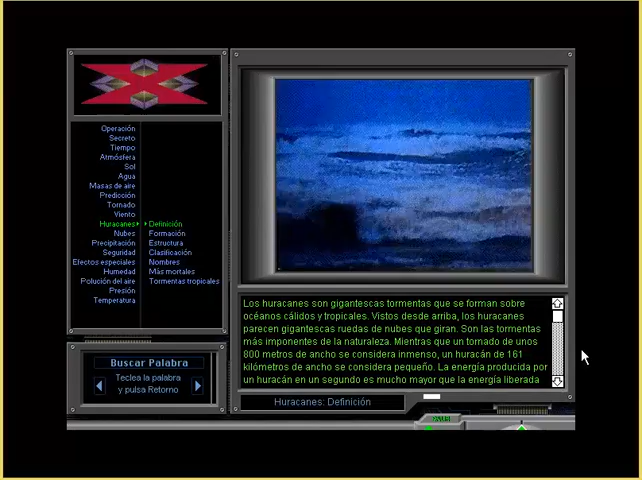 Operación
Secreto
Tiempo
Atmósfera
Sol
Agua
Masas de aire
Predicción
Tornado
Viento
Huracanes
Nubes
Precipitación
Seguridad
Efectos especiales
Humedad
Polución del aire
Presión
Temperatura
Definición
Formación
Estructura
Clasificación
Nombres
Más mortales
Tormentas tropicales
Buscar Palabra
Teclea la palabra
y pulsa Retorno
Los huracanes son gigantescas tormentas que se forman sobre
océanos cálidos y tropicales. Vistos desde arriba, los huracanes
parecen gigantescas ruedas de nubes que giran. Son las tormentas
más imponentes de la naturaleza. Mientras que un tornado de unos
800 metros de ancho se considera inmenso, un huracán de 161
kilómetros de ancho se considera pequeño. La energía producida por
un huracán en un segundo es mucho mayor que la energía liberada
Huracanes: Definición